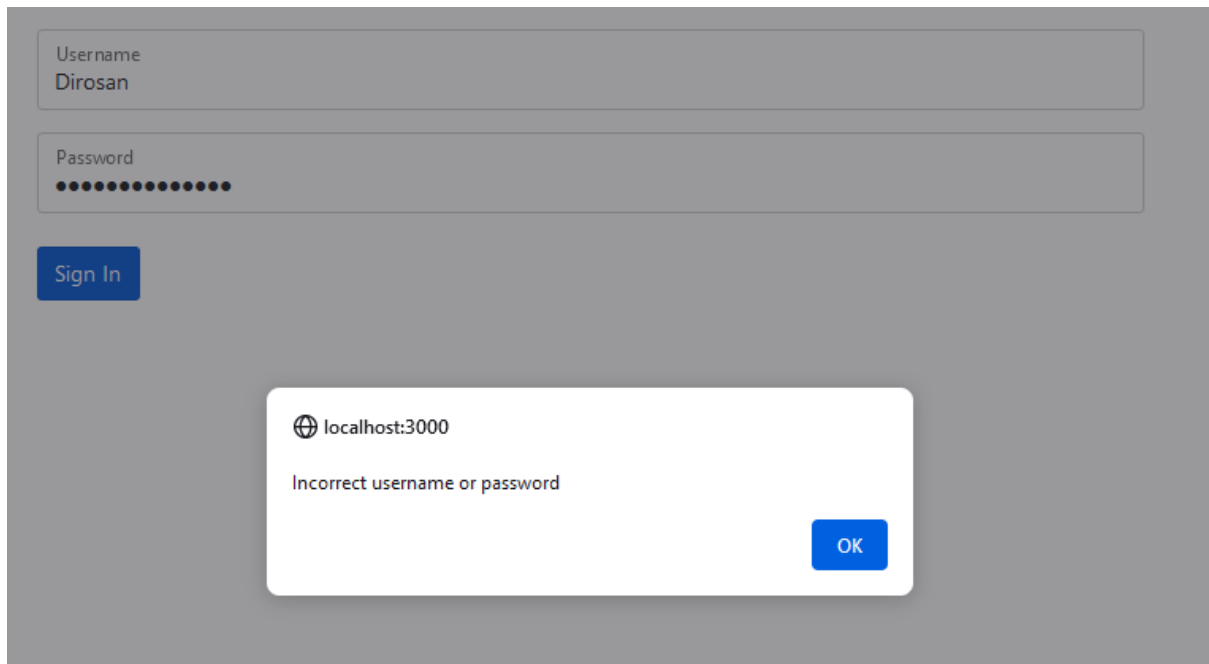 Username
Dirosan
Password
••••••••••••••
Sign In
localhost:3000
Incorrect username or password
OK